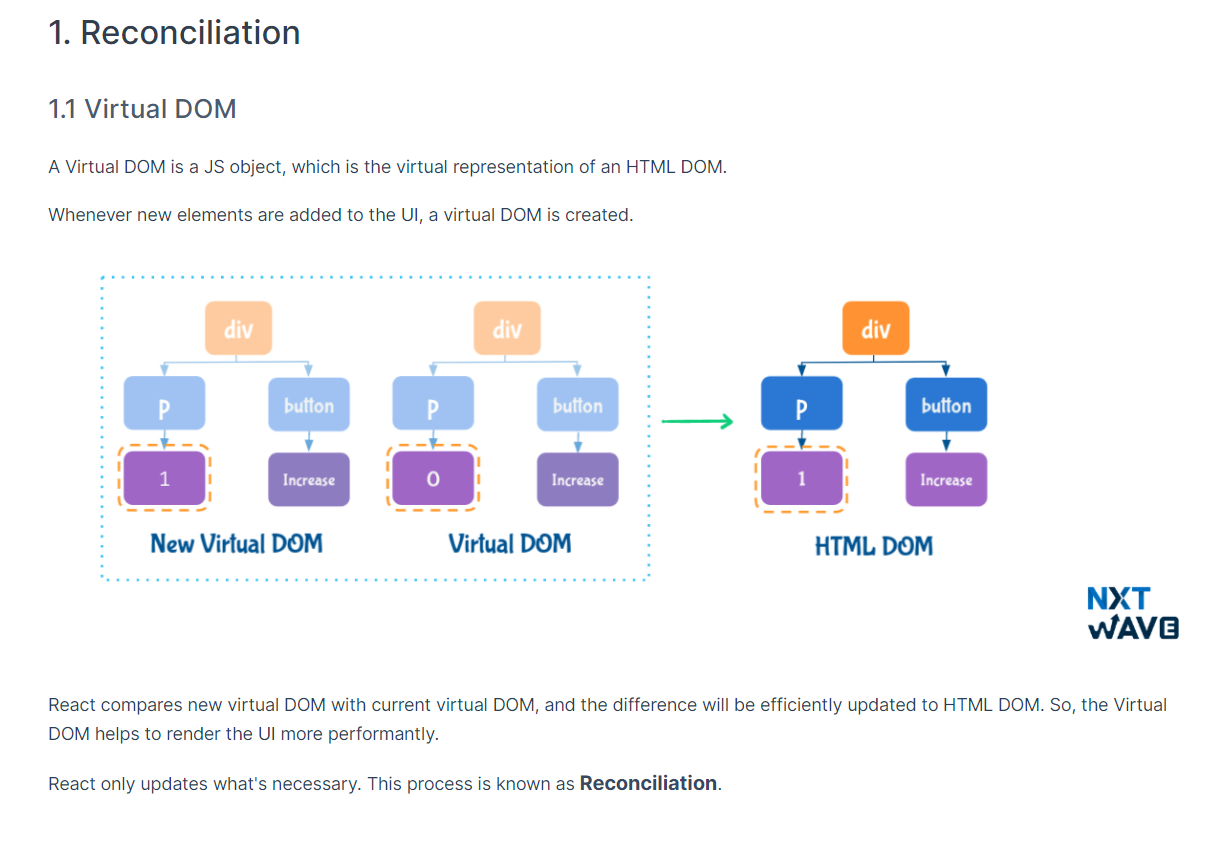 1. Reconciliation
1.1 Virtual DOM
A Virtual DOM is a JS object, which is the virtual representation of an HTML DOM.
Whenever new elements are added to the UI, a virtual DOM is created.
div
div
div
p
button
p
button
p
button
1
Increase
0
Increase
1
Increase
New Virtual DOM
Virtual DOM
HTML DOM
NXT
WAVE
React compares new virtual DOM with current virtual DOM, and the difference will be efficiently updated to HTML DOM. So, the Virtual
DOM helps to render the UI more performantly.
React only updates what's necessary. This process is known as Reconciliation.